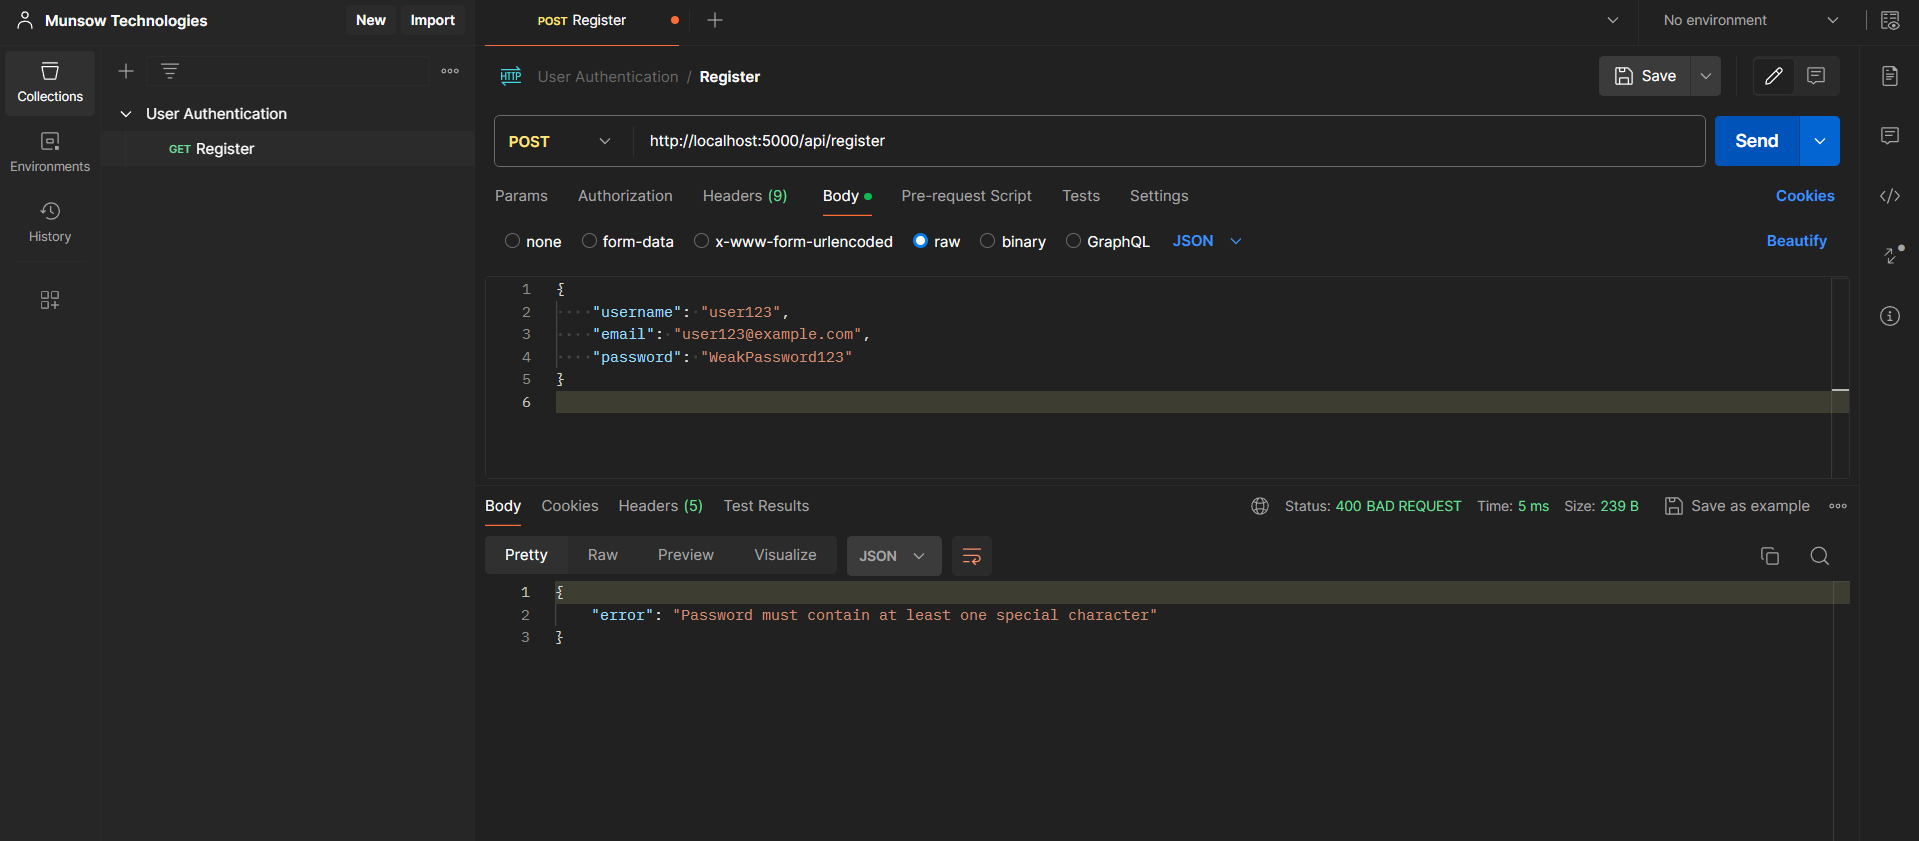 Munsow Technologies
New
Import
POST Register
No environment
Collections
Environments
History
User Authentication
GET Register
User Authentication / Register
Save
POST
http://localhost:5000/api/register
Send
Params
Authorization
Headers (9)
Body
Pre-request Script
Tests
Settings
Cookies
none
form-data
x-www-form-urlencoded
raw
binary
GraphQL
JSON
Beautify
1 {
2 "username": "user123",
3 "email": "user123@example.com",
4 "password": "WeakPassword123"
5 }
6
Body
Cookies
Headers (5)
Test Results
Status: 400 BAD REQUEST
Time: 5 ms
Size: 239 B
Save as example
Pretty
Raw
Preview
Visualize
JSON
1 {
2 "error": "Password must contain at least one special character"
3 }